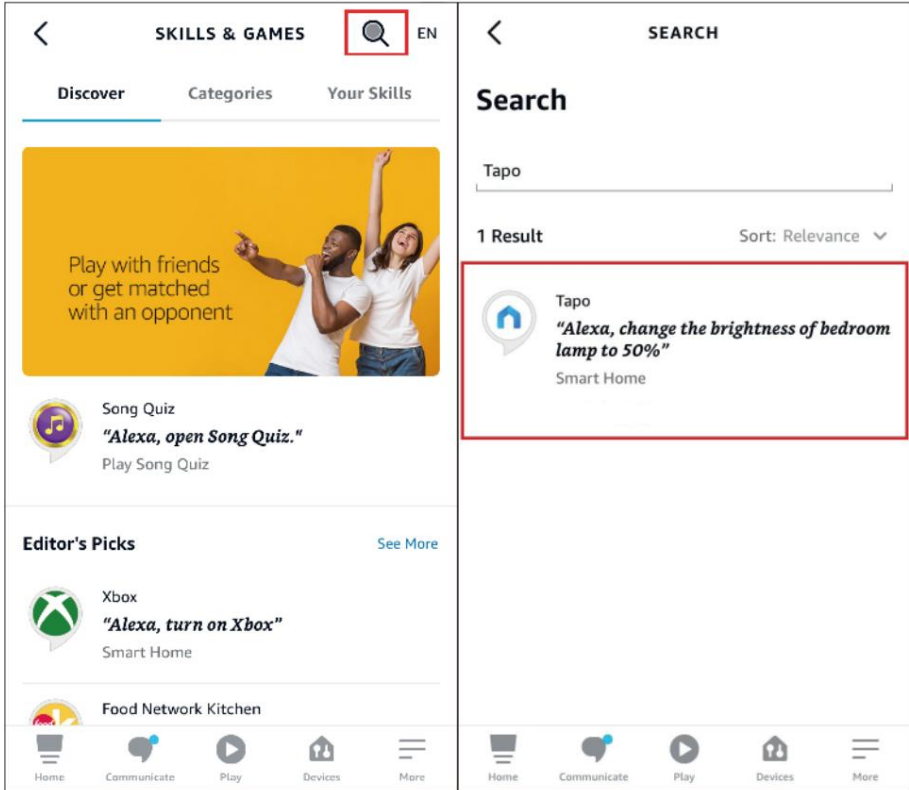 SKILLS & GAMES
EN
Discover
Categories
Your Skills
Play with friends
or get matched
with an opponent
Song Quiz
"Alexa, open Song Quiz."
Play Song Quiz
Editor's Picks
See More
Xbox
"Alexa, turn on Xbox"
Smart Home
food
Food Network Kitchen
Home
Communicate
Play
Devices
More
SEARCH
Search
Tapo
1 Result
Sort: Relevance
Tapo
"Alexa, change the brightness of bedroom
lamp to 50%"
Smart Home
Home
Communicate
Play
Devices
More